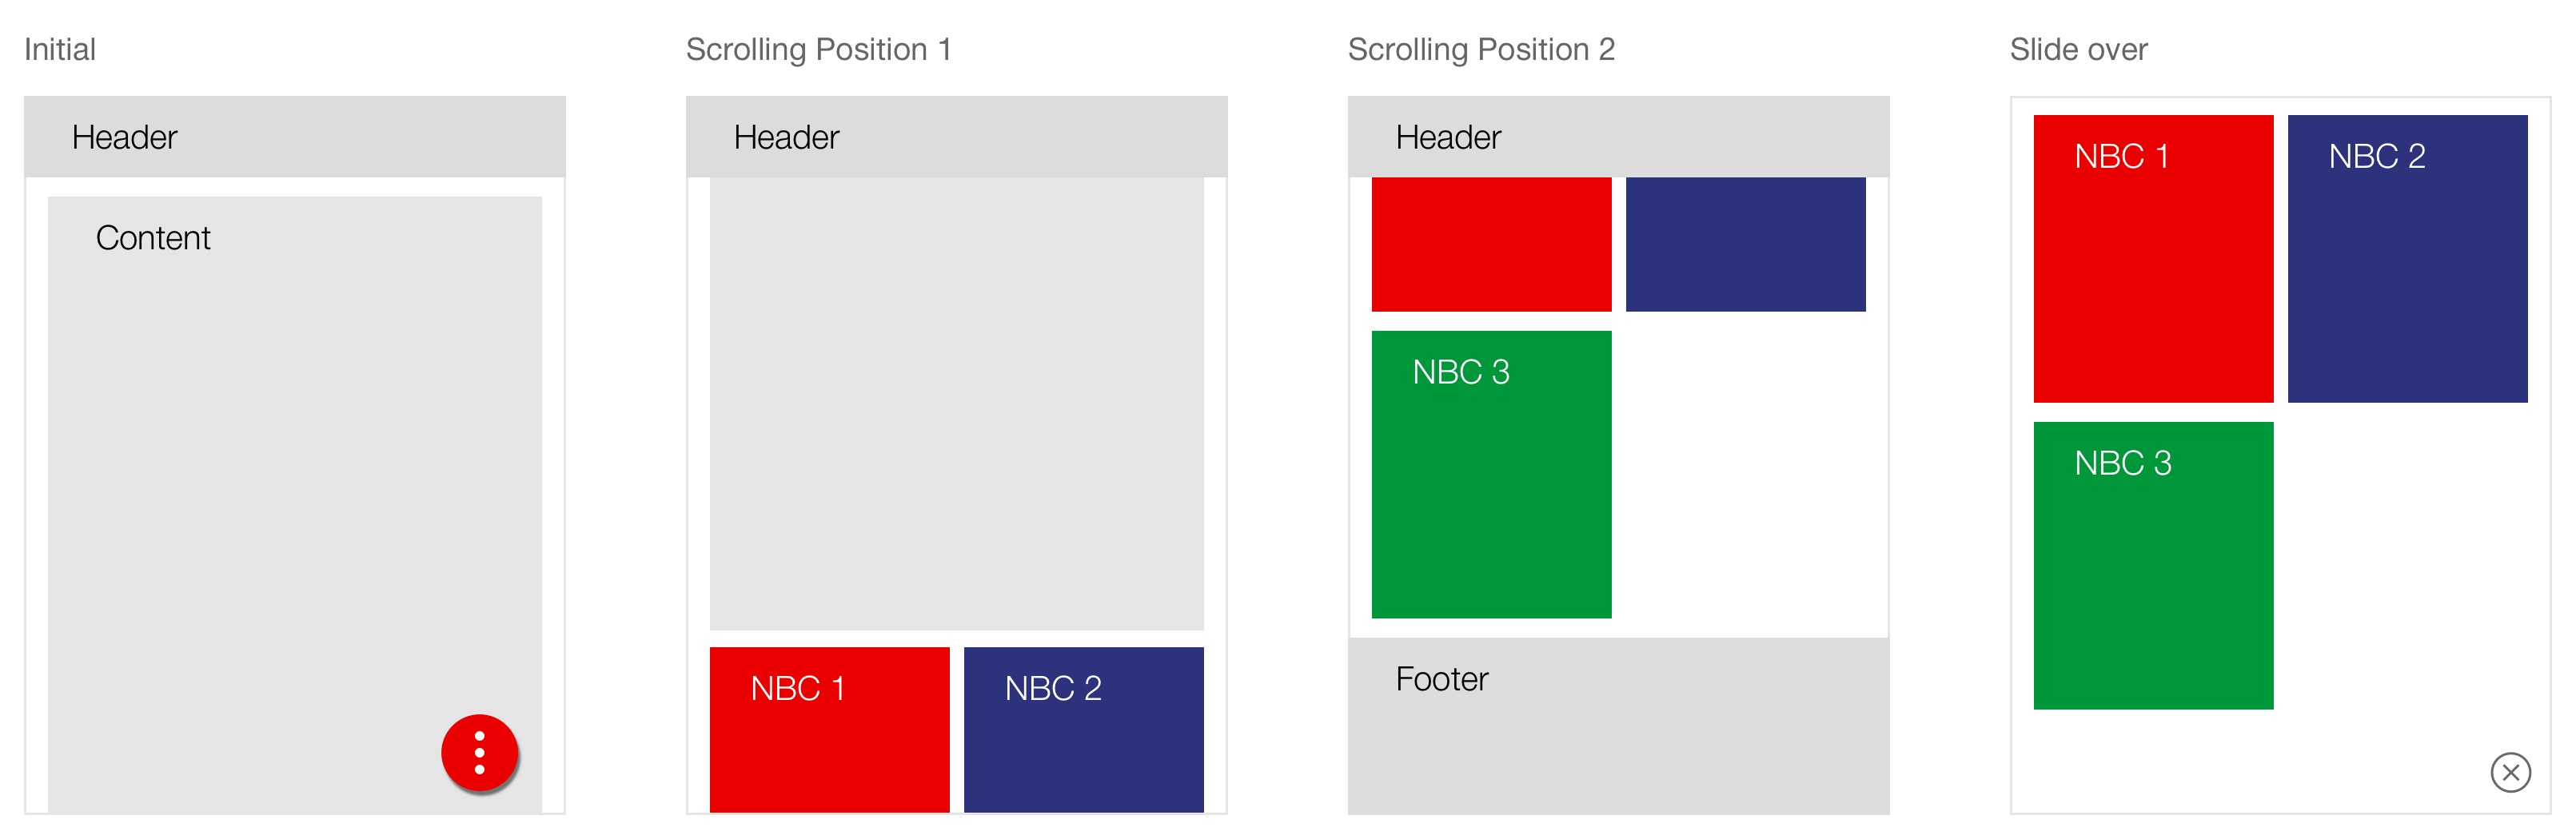 Initial
Header
Content
Scrolling Position 1
Header
NBC 1
NBC 2
Scrolling Position 2
Header
NBC 3
Footer
Slide over
NBC 1
NBC 2
NBC 3